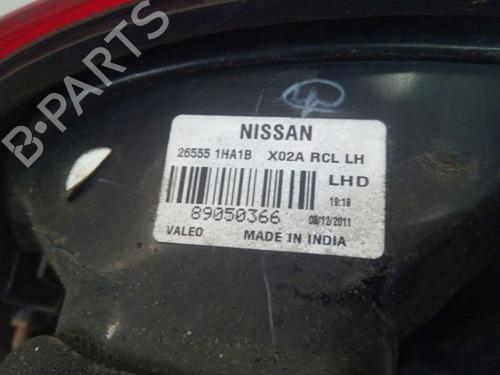 B-PARTS
NISSAN
26555 1HA1B X02A RCL LH
LHD
19:18
89050366
08/12/2011
VALEO MADE IN INDIA